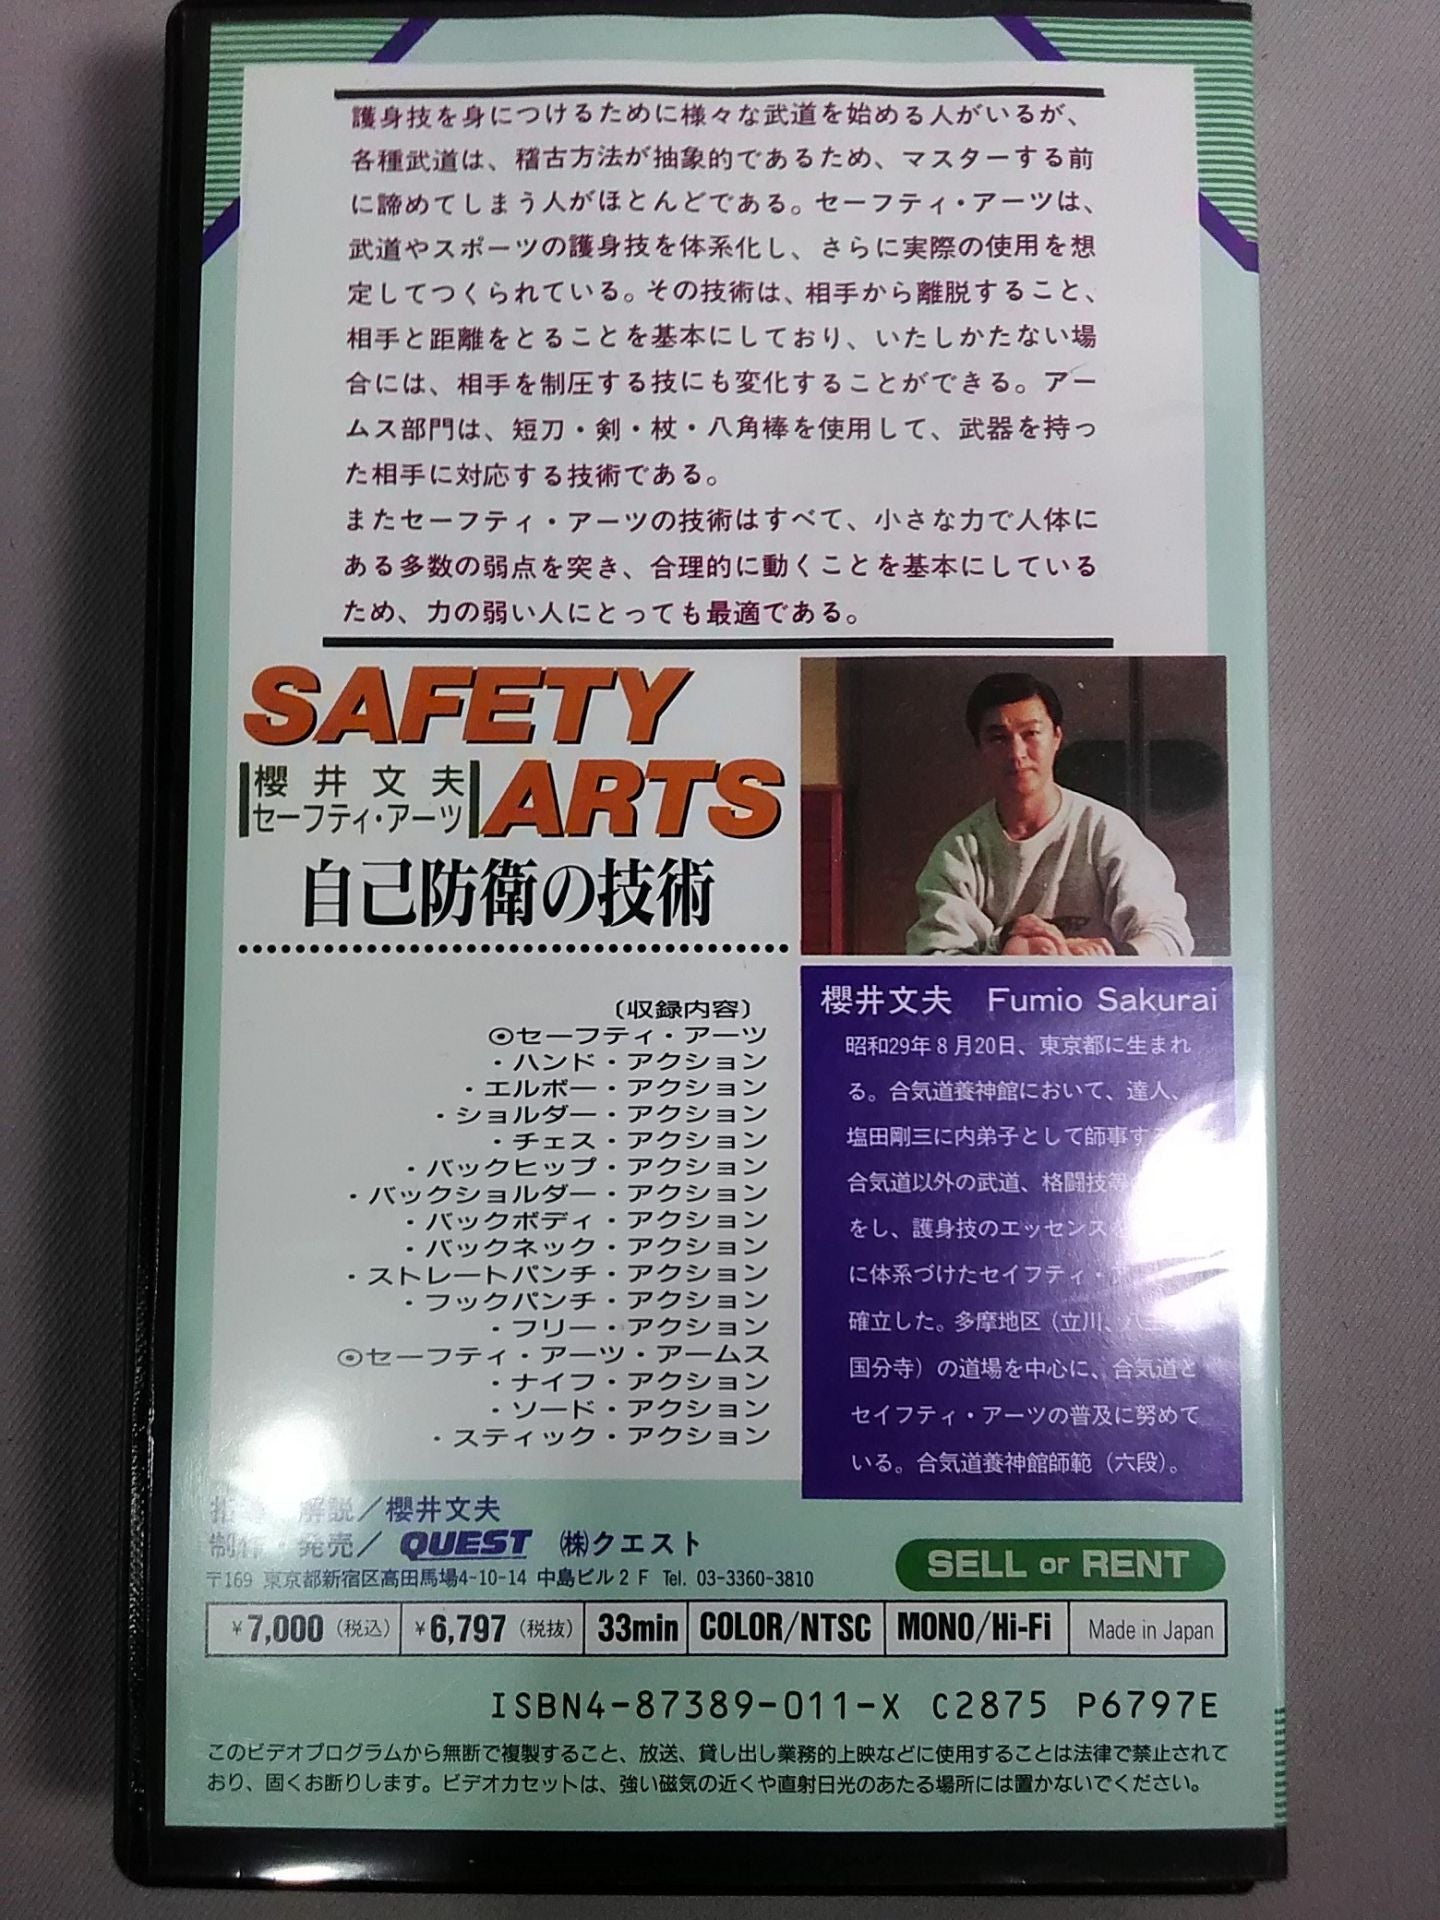 護身技を身につけるために様々な武道を始める人がいるが、
各種武道は、稽古方法が抽象的であるため、マスターする前
に諦めてしまう人がほとんどである。セーフティ・アーツは、
武道やスポーツの護身技を体系化し、さらに実際の使用を想
定してつくられている。その技術は、相手から離脱すること、
相手と距離をとることを基本にしており、いたしかたない場
合には、相手を制圧する技にも変化することができる。アー
ムス部門は、短刀・剣・杖・八角棒を使用して、武器を持っ
た相手に対応する技術である。
またセーフティ・アーツの技術はすべて、小さな力で人体に
ある多数の弱点を突き、合理的に動くことを基本にしている
ため、力の弱い人にとっても最適である。
SAFETY
櫻井文夫
セーフティ・アーツ
ARTS
自己防衛の技術
〔収録内容〕
⊙セーフティ・アーツ
・ハンド・アクション
・エルボー・アクション
・ショルダー・アクション
・チェス・アクション
・バックヒップ・アクション
・バックショルダー・アクション
・バックボディ・アクション
・バックネック・アクション
・ストレートパンチ・アクション
・フックパンチ・アクション
・フリー・アクション
⊙セーフティ・アーツ・アームス
・ナイフ・アクション
・ソード・アクション
・スティック・アクション
櫻井文夫 Fumio Sakurai
昭和29年8月20日、東京都に生まれ
る。合気道養神館において、達人、
塩田剛三に内弟子として師事す
合気道以外の武道、格闘技等
をし、護身技のエッセンスを
に体系づけたセイフティ・
確立した。多摩地区（立川、八王
国分寺）の道場を中心に、合気道と
セイフティ・アーツの普及に努めて
いる。合気道養神館師範（六段）。
指導・解説／櫻井文夫
制作・発売／QUEST ㈱クエスト
〒169 東京都新宿区高田馬場4-10-14 中島ビル2F Tel. 03-3360-3810
SELL or RENT
¥7,000（税込） ¥6,797（税抜） 33min COLOR/NTSC MONO/Hi-Fi Made in Japan
ISBN4-87389-011-X C2875 P6797E
このビデオプログラムから無断で複製すること、放送、貸し出し業務的上映などに使用することは法律で禁止されて
おり、固くお断りします。ビデオカセットは、強い磁気の近くや直射日光のあたる場所には置かないでください。